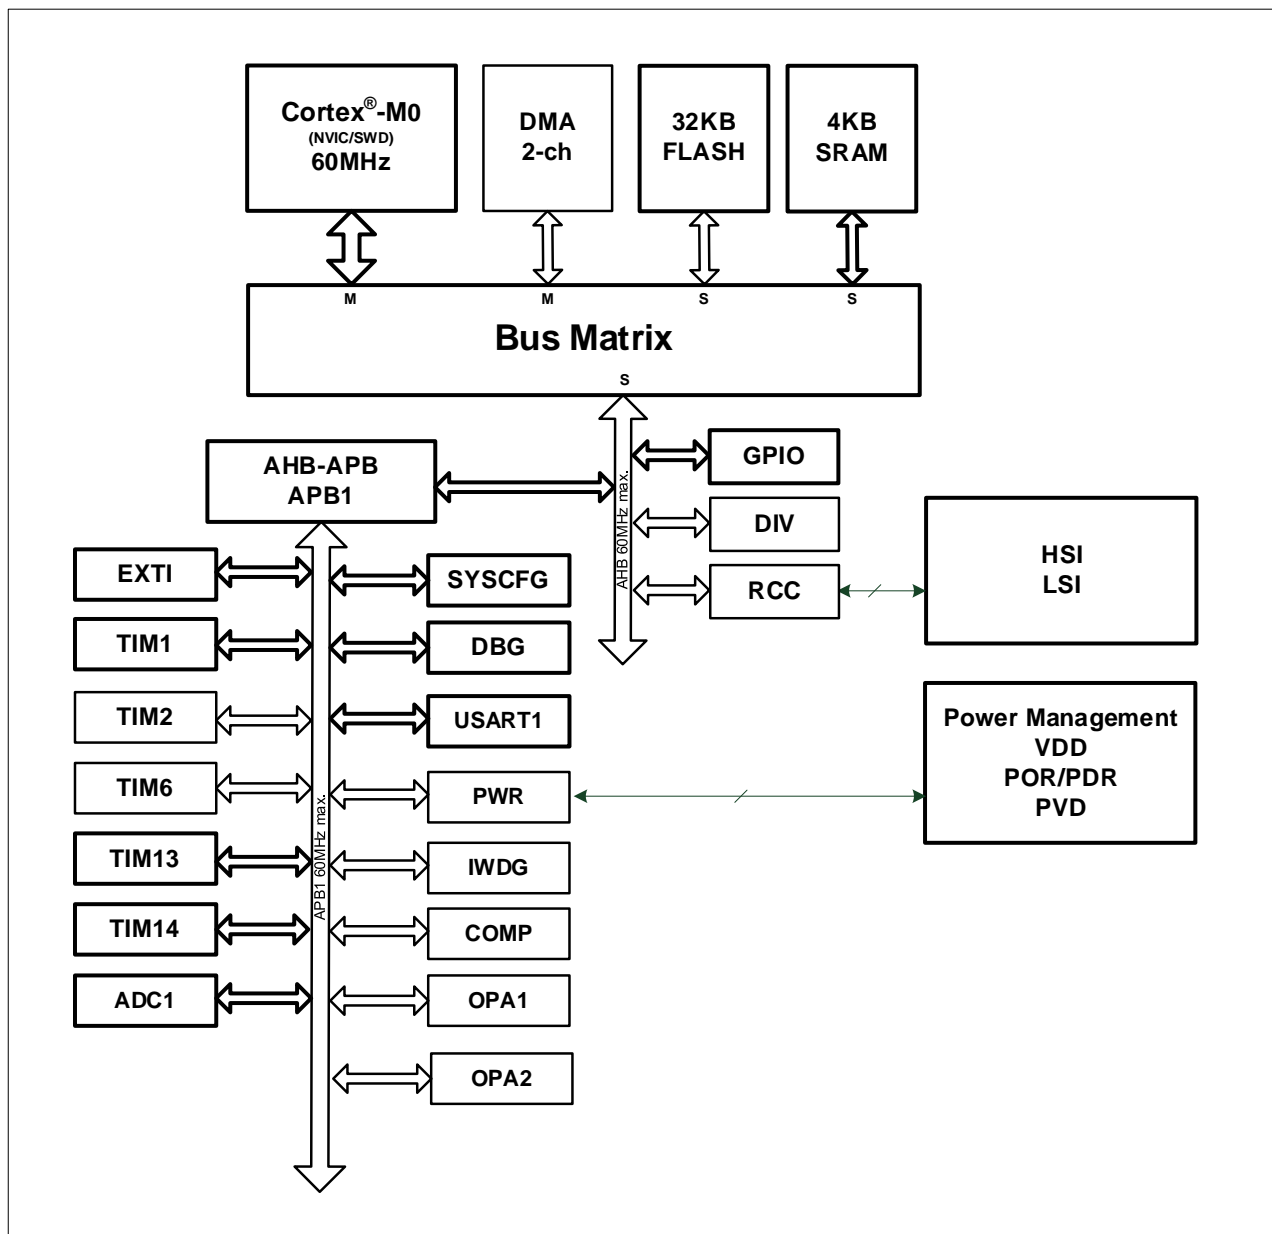 Cortex®-M0
(NVIC/SWD)
60MHz
DMA
2-ch
32KB
FLASH
4KB
SRAM
M
M
S
S
Bus Matrix
S
AHB-APB
APB1
AHB 60MHz max.
GPIO
DIV
RCC
HSI
LSI
EXTI
SYSCFG
TIM1
DBG
TIM2
USART1
TIM6
PWR
Power Management
VDD
POR/PDR
PVD
APB1 60MHz max.
TIM13
IWDG
TIM14
COMP
ADC1
OPA1
OPA2